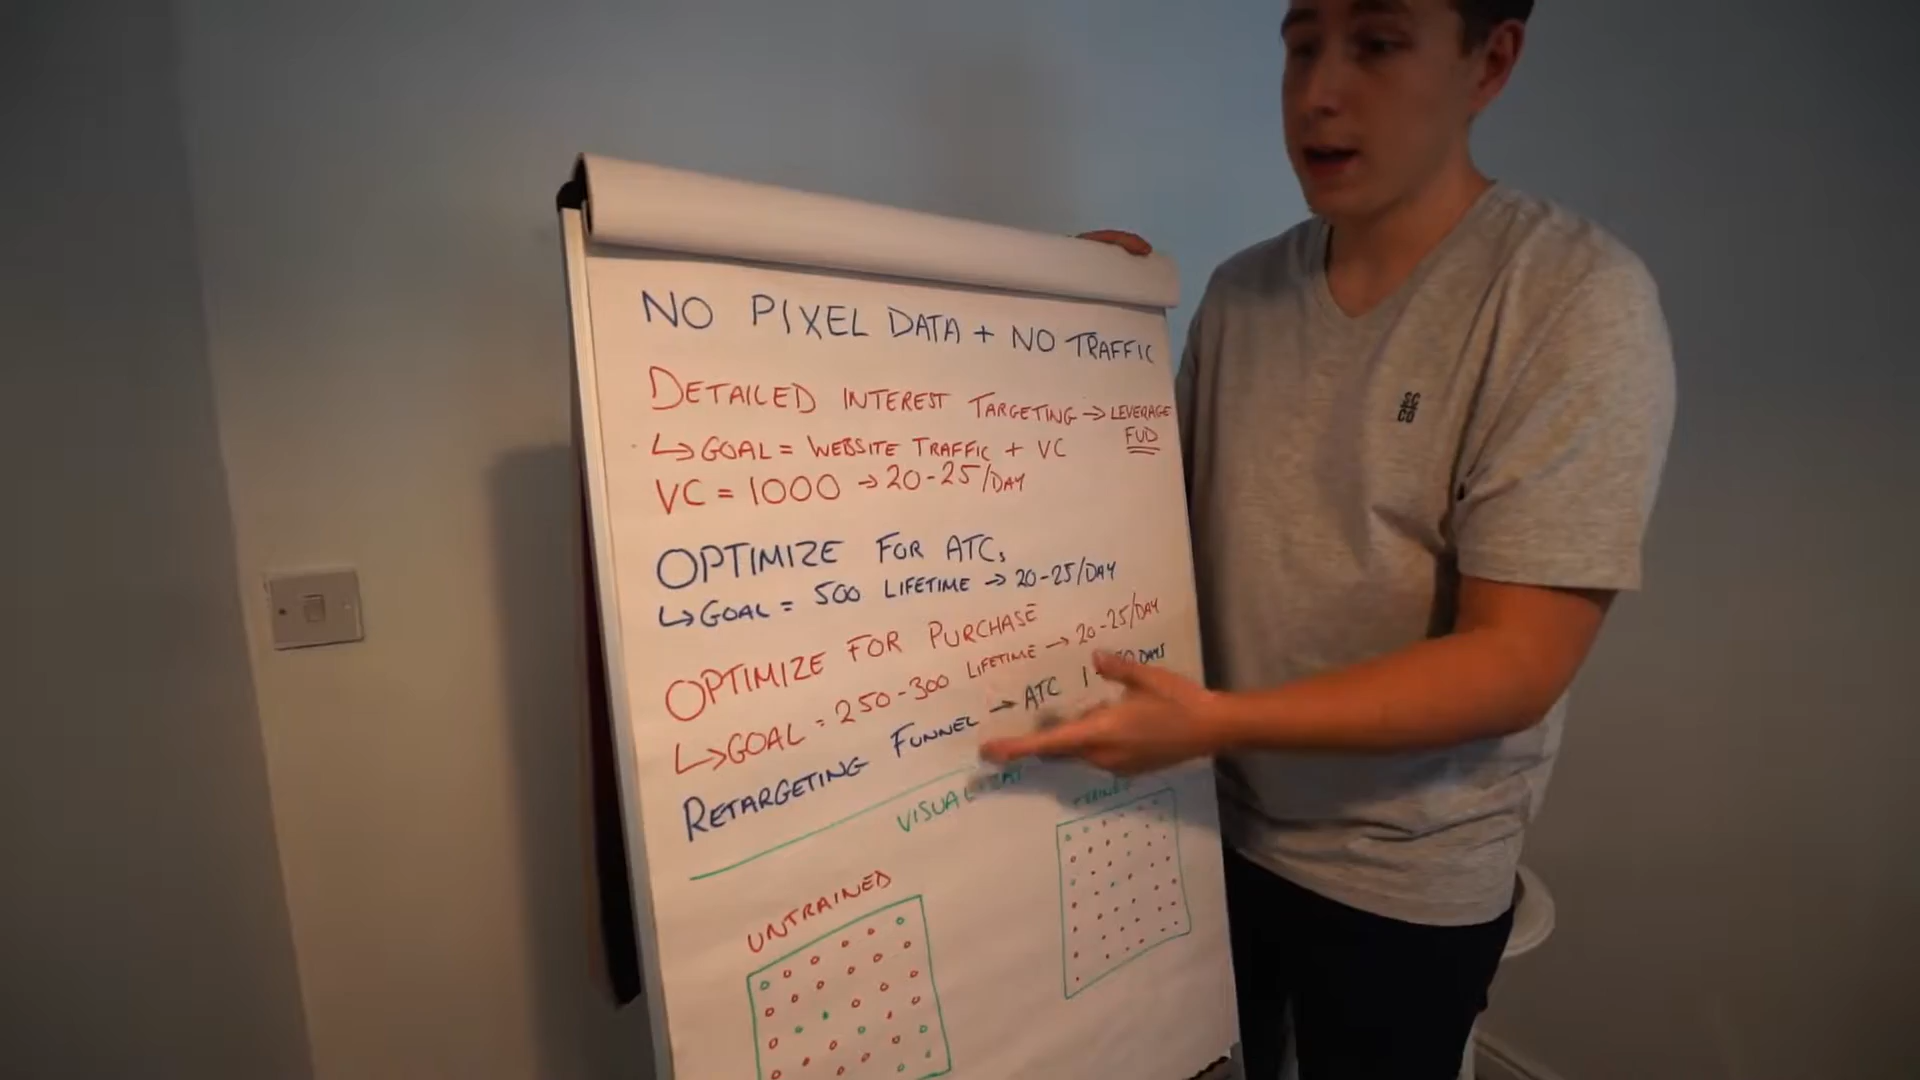 NO PIXEL DATA + NO TRAFFIC
DETAILED INTEREST TARGETING → LEVERAGE FUD
↳ GOAL = WEBSITE TRAFFIC + VC
VC = 1000 → 20-25/DAY
OPTIMIZE FOR ATC,
↳ GOAL = 500 LIFETIME → 20-25/DAY
OPTIMIZE FOR PURCHASE
↳ GOAL = 250-300 LIFETIME → 20-25/DAY
RETARGETING FUNNEL → ATC 1 DAYS
UNTRAINED